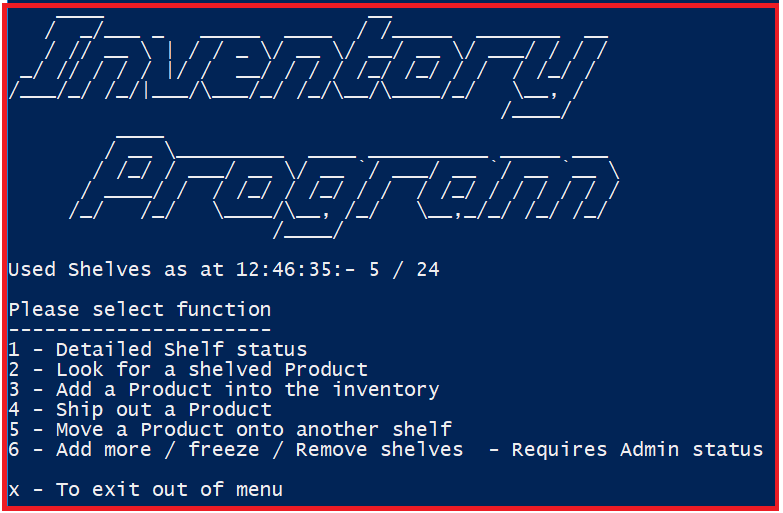 Inventory
Program
Used Shelves as at 12:46:35:- 5 / 24
Please select function
----------------------
1 - Detailed Shelf status
2 - Look for a shelved Product
3 - Add a Product into the inventory
4 - Ship out a Product
5 - Move a Product onto another shelf
6 - Add more / freeze / Remove shelves  - Requires Admin status
x - To exit out of menu